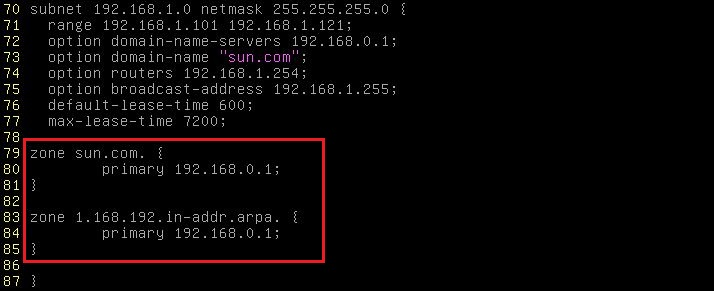 70 subnet 192.168.1.0 netmask 255.255.255.0 {
71   range 192.168.1.101 192.168.1.121;
72   option domain-name-servers 192.168.0.1;
73   option domain-name "sun.com";
74   option routers 192.168.1.254;
75   option broadcast-address 192.168.1.255;
76   default-lease-time 600;
77   max-lease-time 7200;
78
79 zone sun.com. {
80         primary 192.168.0.1;
81 }
82
83 zone 1.168.192.in-addr.arpa. {
84         primary 192.168.0.1;
85 }
86
87 }